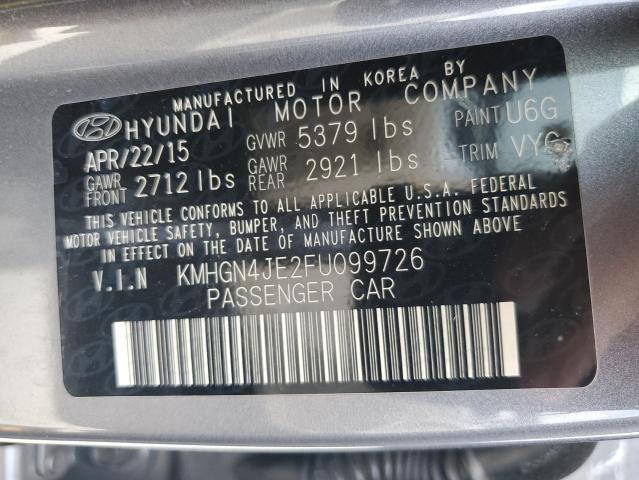 MANUFACTURED IN KOREA BY
HYUNDAI MOTOR COMPANY
APR/22/15 GVWR 5379 lbs PAINT U6G
GAWR FRONT 2712 lbs GAWR REAR 2921 lbs TRIM
THIS VEHICLE CONFORMS TO ALL APPLICABLE U.S.A. FEDERAL
MOTOR VEHICLE SAFETY, BUMPER, AND THEFT PREVENTION STANDARDS
IN EFFECT ON THE DATE OF MANUFACTURE SHOWN ABOVE
V.I.N KMHGN4JE2FU099726
PASSENGER CAR